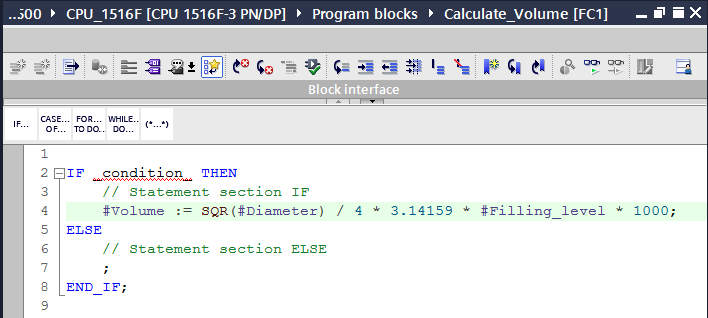 ..500 CPU_1516F [CPU 1516F-3 PN/DP] Program blocks Calculate_Volume [FC1]
Block interface
IF... CASE... OF... FOR... TO DO.. WHILE.. DO... (*...*)
1
2 IF _condition_ THEN
3 // Statement section IF
4 #Volume := SQR(#Diameter) / 4 * 3.14159 * #Filling_level * 1000;
5 ELSE
6 // Statement section ELSE
7 ;
8 END_IF;
9